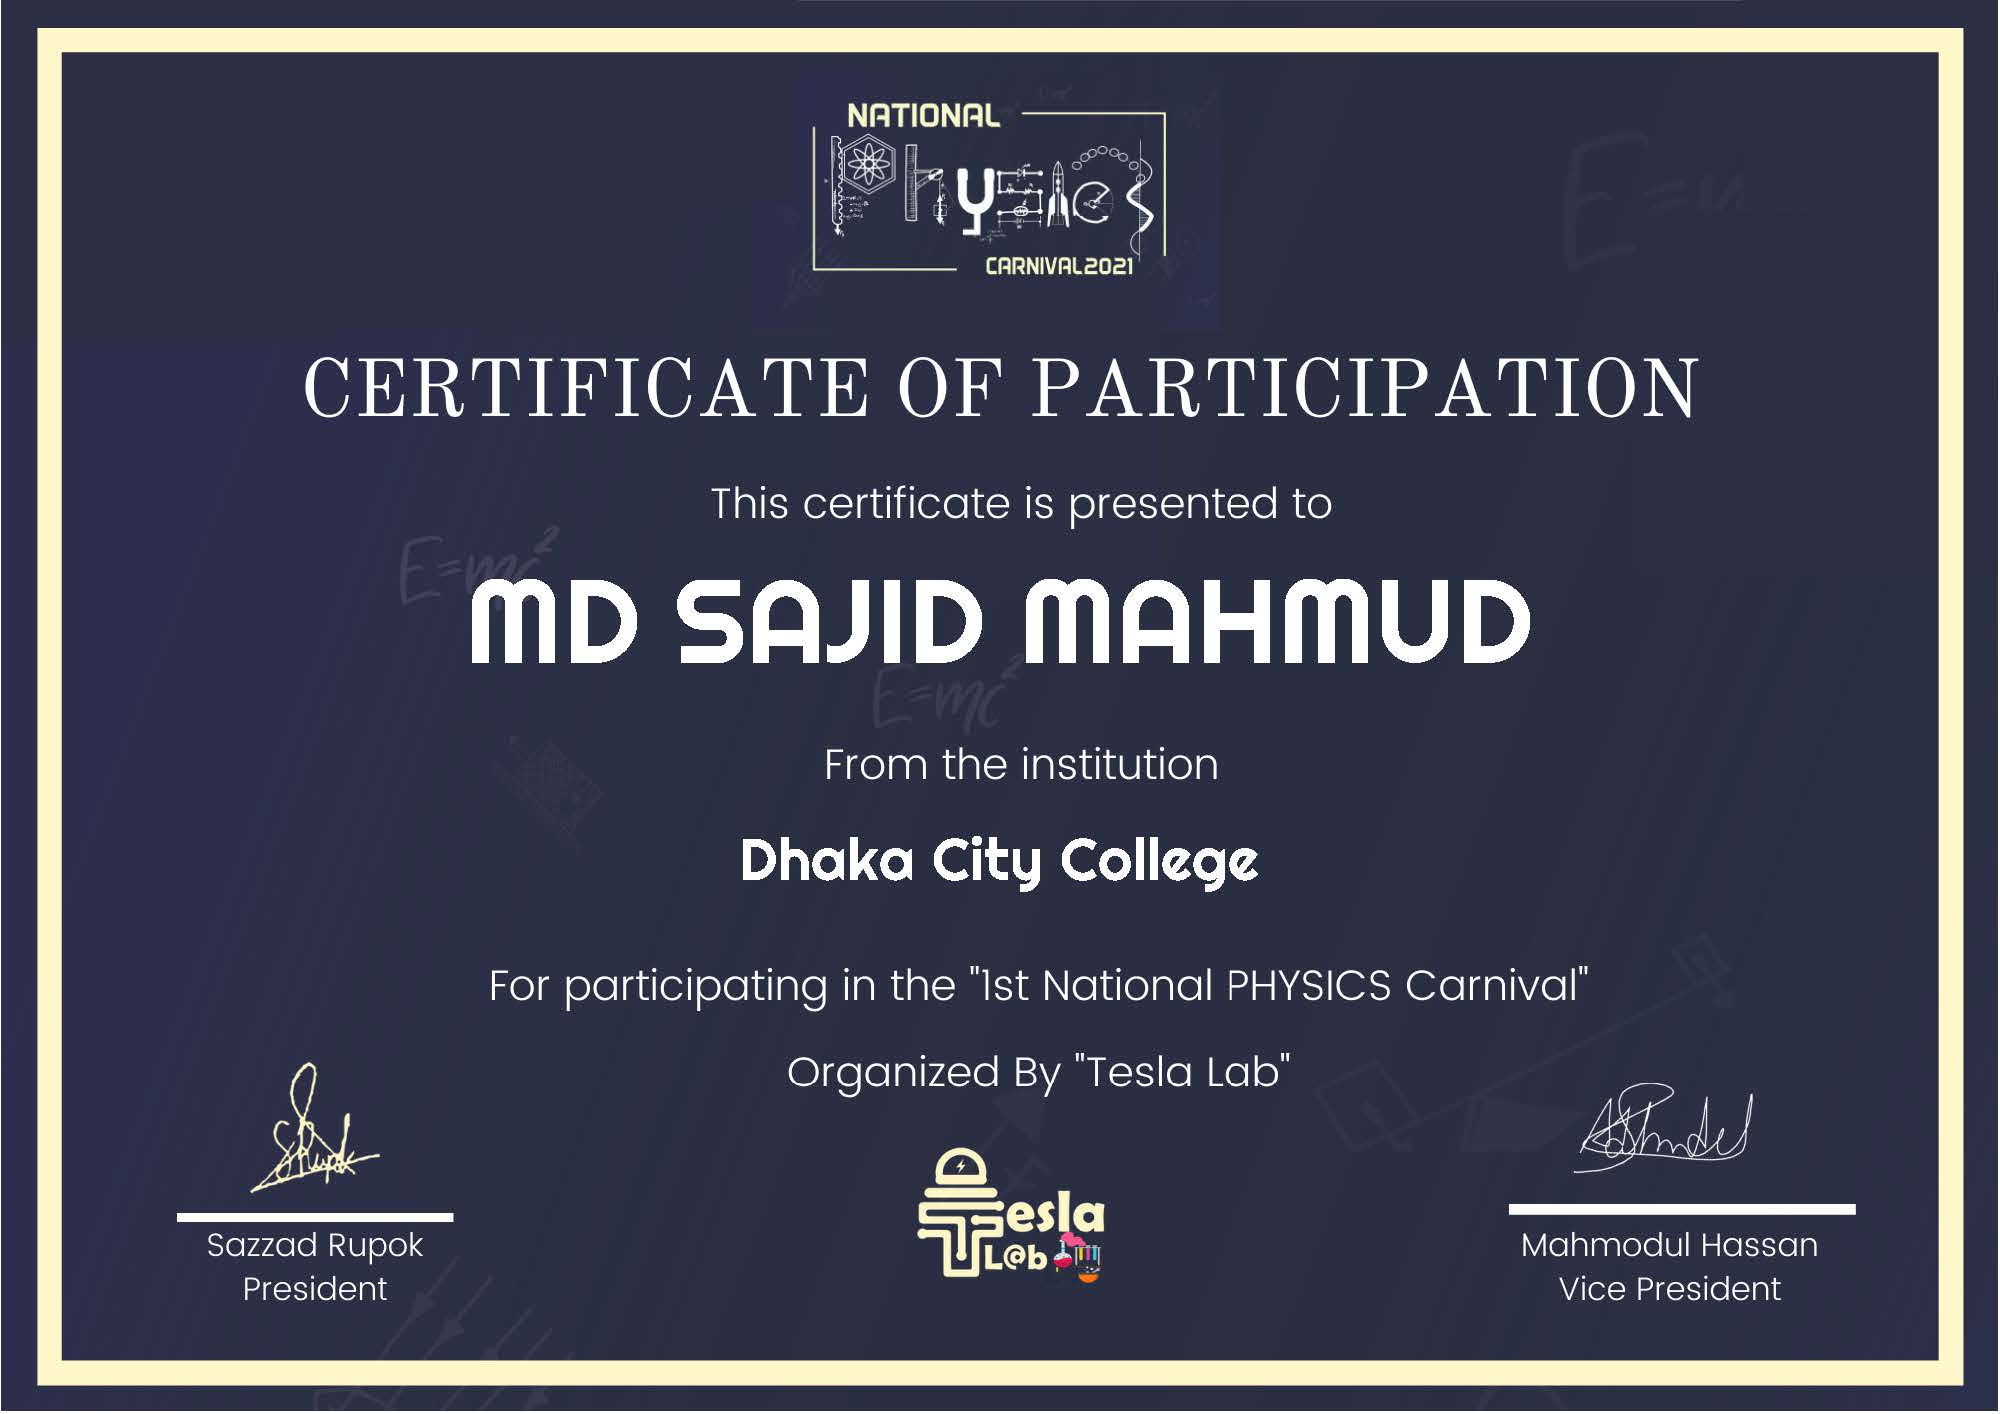 NATIONAL
Physics
CARNIVAL2021
CERTIFICATE OF PARTICIPATION
This certificate is presented to
E=mc²
MD SAJID MAHMUD
E=mc²
From the institution
Dhaka City College
For participating in the "1st National PHYSICS Carnival"
Organized By "Tesla Lab"
Tesla
L@b
Sazzad Rupok
President
Mahmodul Hassan
Vice President